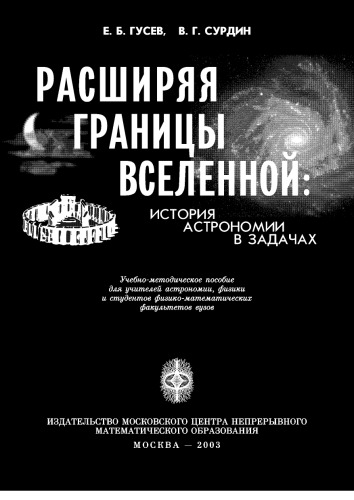 Е. Б. ГУСЕВ, В. Г. СУРДИН
РАСШИРЯЯ
ГРАНИЦЫ
ВСЕЛЕННОЙ:
ИСТОРИЯ
АСТРОНОМИИ
В ЗАДАЧАХ
Учебно-методическое пособие
для учителей астрономии, физики
и студентов физико-математических
факультетов вузов
ИЗДАТЕЛЬСТВО МОСКОВСКОГО ЦЕНТРА НЕПРЕРЫВНОГО
МАТЕМАТИЧЕСКОГО ОБРАЗОВАНИЯ
МОСКВА — 2003